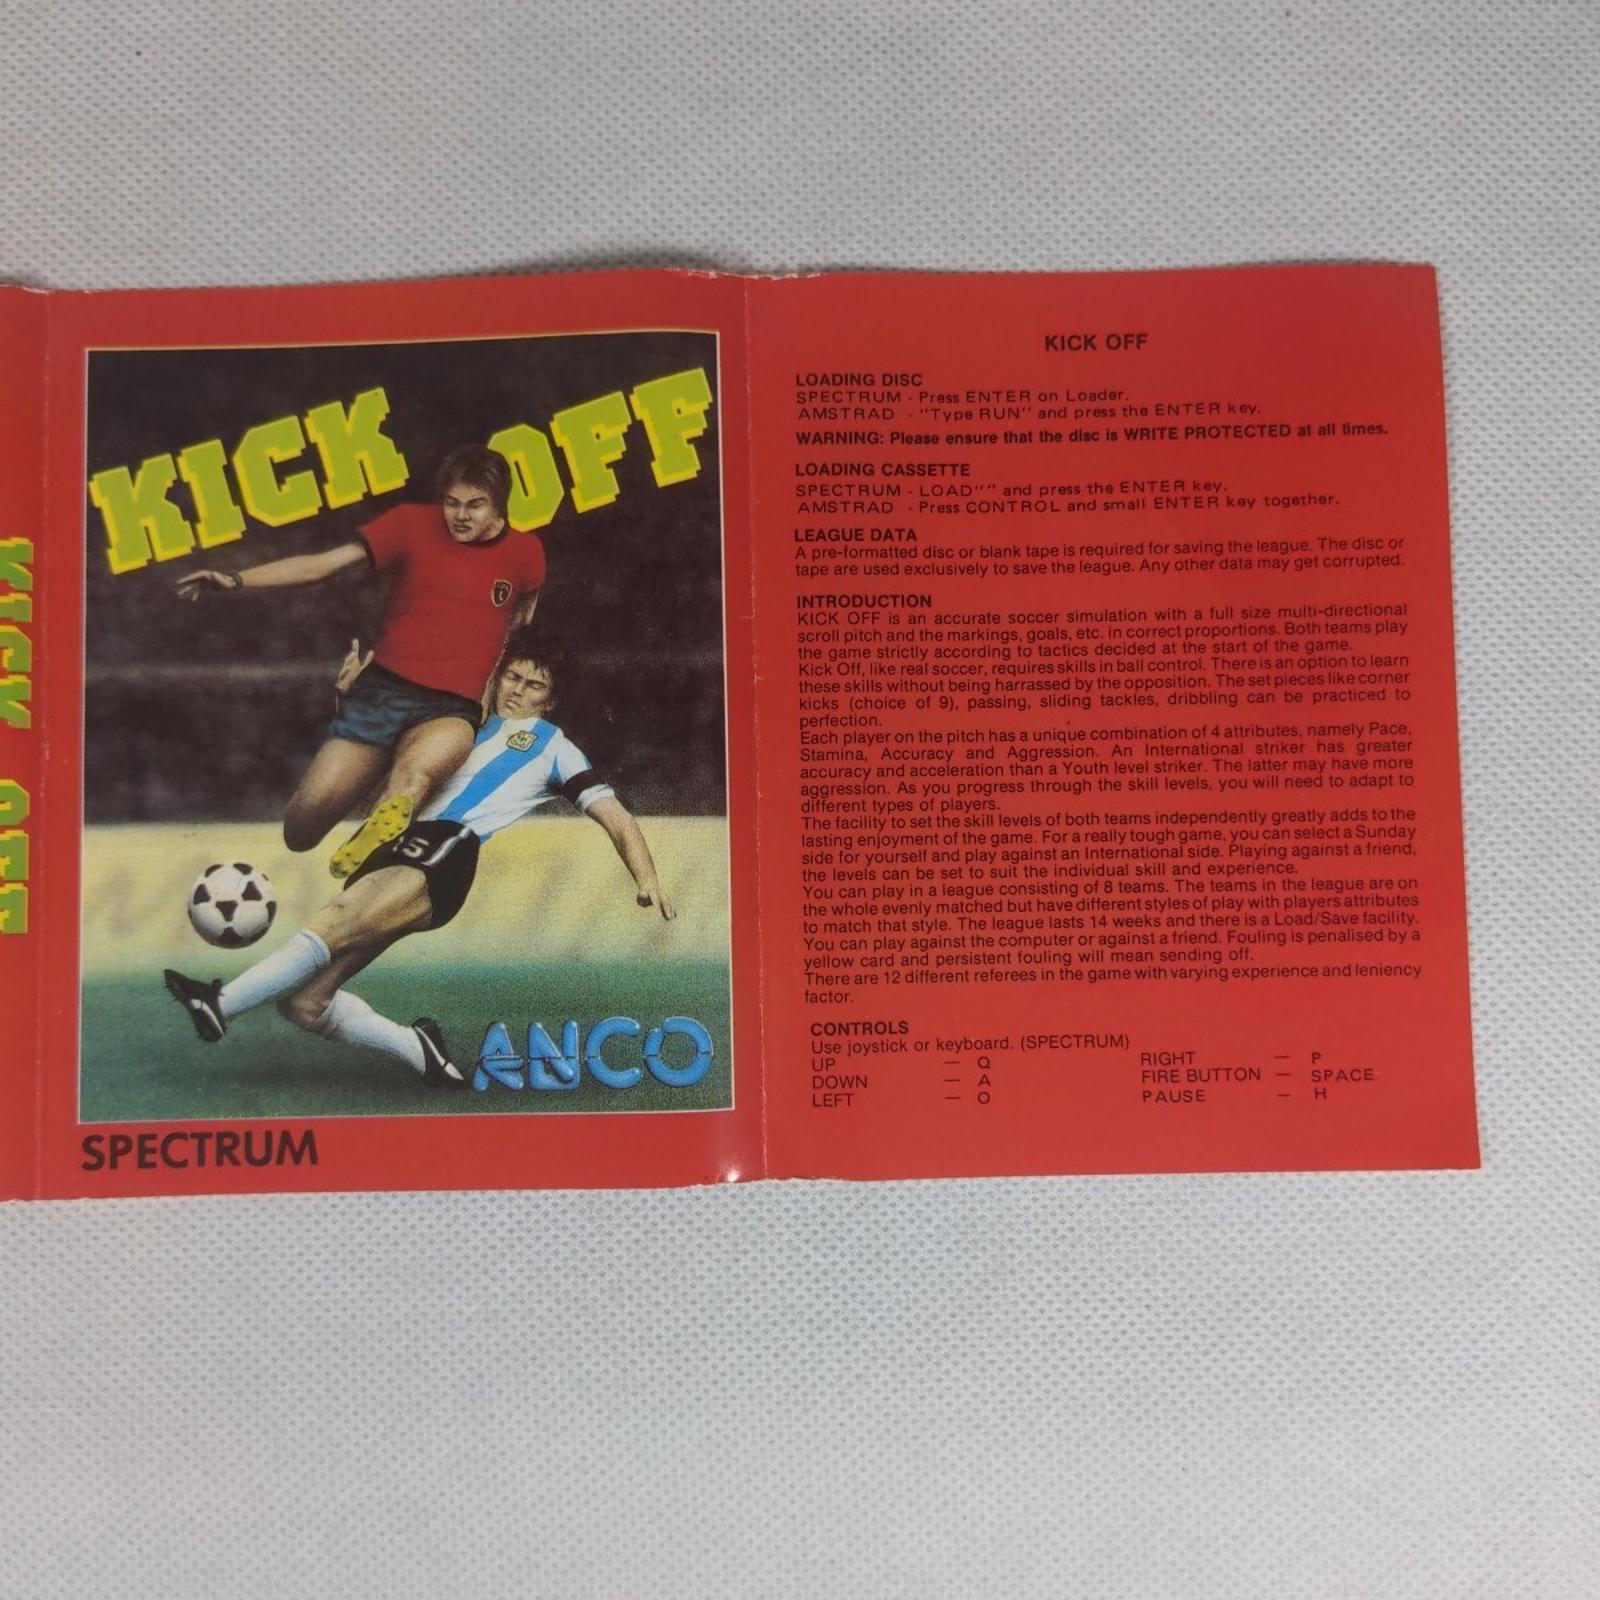 KICK OFF
KICK OFF
15
ANCO
SPECTRUM
KICK OFF
LOADING DISC
SPECTRUM - Press ENTER on Loader.
AMSTRAD - "Type RUN" and press the ENTER key.
WARNING: Please ensure that the disc is WRITE PROTECTED at all times.
LOADING CASSETTE
SPECTRUM - LOAD"" and press the ENTER key.
AMSTRAD - Press CONTROL and small ENTER key together.
LEAGUE DATA
A pre-formatted disc or blank tape is required for saving the league. The disc or
tape are used exclusively to save the league. Any other data may get corrupted.
INTRODUCTION
KICK OFF is an accurate soccer simulation with a full size multi-directional
scroll pitch and the markings, goals, etc. in correct proportions. Both teams play
the game strictly according to tactics decided at the start of the game.
Kick Off, like real soccer, requires skills in ball control. There is an option to learn
these skills without being harrassed by the opposition. The set pieces like corner
kicks (choice of 9), passing, sliding tackles, dribbling can be practiced to
perfection.
Each player on the pitch has a unique combination of 4 attributes, namely Pace,
Stamina, Accuracy and Aggression. An International striker has greater
accuracy and acceleration than a Youth level striker. The latter may have more
aggression. As you progress through the skill levels, you will need to adapt to
different types of players.
The facility to set the skill levels of both teams independently greatly adds to the
lasting enjoyment of the game. For a really tough game, you can select a Sunday
side for yourself and play against an International side. Playing against a friend,
the levels can be set to suit the individual skill and experience.
You can play in a league consisting of 8 teams. The teams in the league are on
the whole evenly matched but have different styles of play with players attributes
to match that style. The league lasts 14 weeks and there is a Load/Save facility.
You can play against the computer or against a friend. Fouling is penalised by a
yellow card and persistent fouling will mean sending off.
There are 12 different referees in the game with varying experience and leniency
factor.
CONTROLS
Use joystick or keyboard. (SPECTRUM)
UP — Q RIGHT — P
DOWN — A FIRE BUTTON — SPACE
LEFT — O PAUSE — H